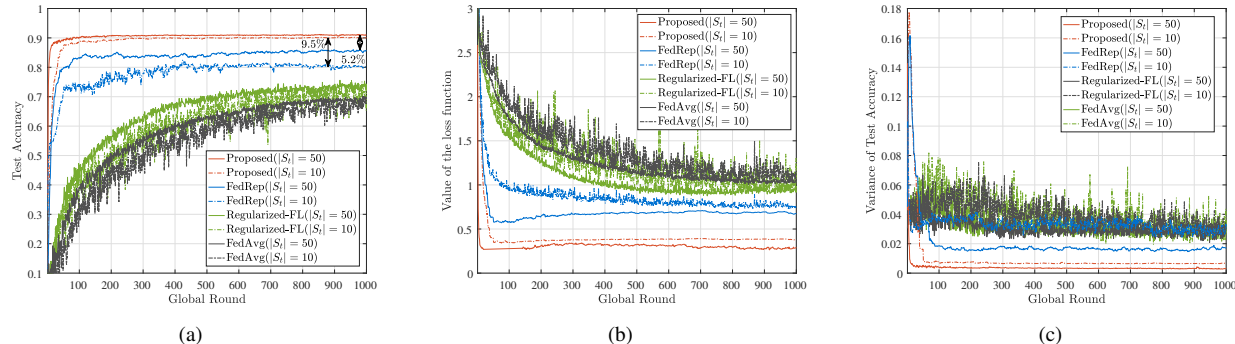 1
0.9
0.8
0.7
0.6
0.5
0.4
0.3
0.2
0.1
Test Accuracy
9.5%
5.2%
Proposed(|S_t| = 50)
Proposed(|S_t| = 10)
FedRep(|S_t| = 50)
FedRep(|S_t| = 10)
Regularized-FL(|S_t| = 50)
Regularized-FL(|S_t| = 10)
FedAvg(|S_t| = 50)
FedAvg(|S_t| = 10)
100 200 300 400 500 600 700 800 900 1000
Global Round
(a)
3
2.5
2
1.5
1
0.5
0
Value of the loss function
Proposed(|S_t| = 50)
Proposed(|S_t| = 10)
FedRep(|S_t| = 50)
FedRep(|S_t| = 10)
Regularized-FL(|S_t| = 50)
Regularized-FL(|S_t| = 10)
FedAvg(|S_t| = 50)
FedAvg(|S_t| = 10)
100 200 300 400 500 600 700 800 900 1000
Global Round
(b)
0.18
0.16
0.14
0.12
0.1
0.08
0.06
0.04
0.02
0
Variance of Test Accuracy
Proposed(|S_t| = 50)
Proposed(|S_t| = 10)
FedRep(|S_t| = 50)
FedRep(|S_t| = 10)
Regularized-FL(|S_t| = 50)
Regularized-FL(|S_t| = 10)
FedAvg(|S_t| = 50)
FedAvg(|S_t| = 10)
100 200 300 400 500 600 700 800 900 1000
Global Round
(c)